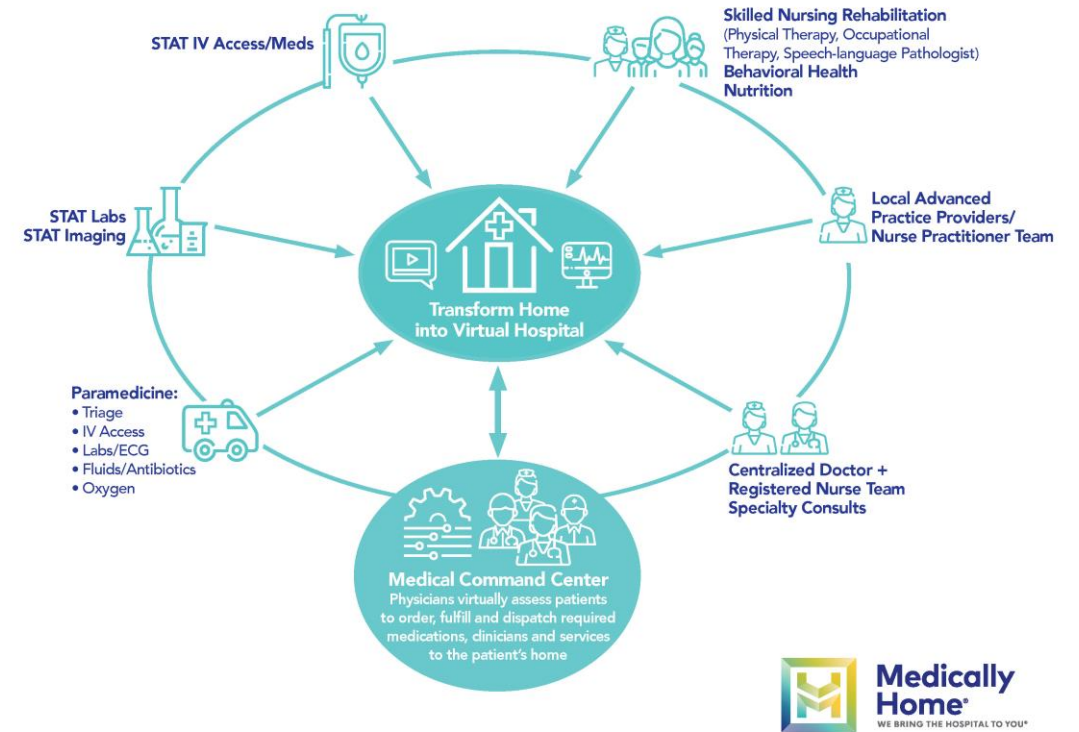 STAT IV Access/Meds
Skilled Nursing Rehabilitation
(Physical Therapy, Occupational
Therapy, Speech-language Pathologist)
Behavioral Health
Nutrition
STAT Labs
STAT Imaging
Local Advanced
Practice Providers/
Nurse Practitioner Team
Transform Home
into Virtual Hospital
Paramedicine:
• Triage
• IV Access
• Labs/ECG
• Fluids/Antibiotics
• Oxygen
Centralized Doctor +
Registered Nurse Team
Specialty Consults
Medical Command Center
Physicians virtually assess patients
to order, fulfill and dispatch required
medications, clinicians and services
to the patient's home
Medically
Home®
WE BRING THE HOSPITAL TO YOU®